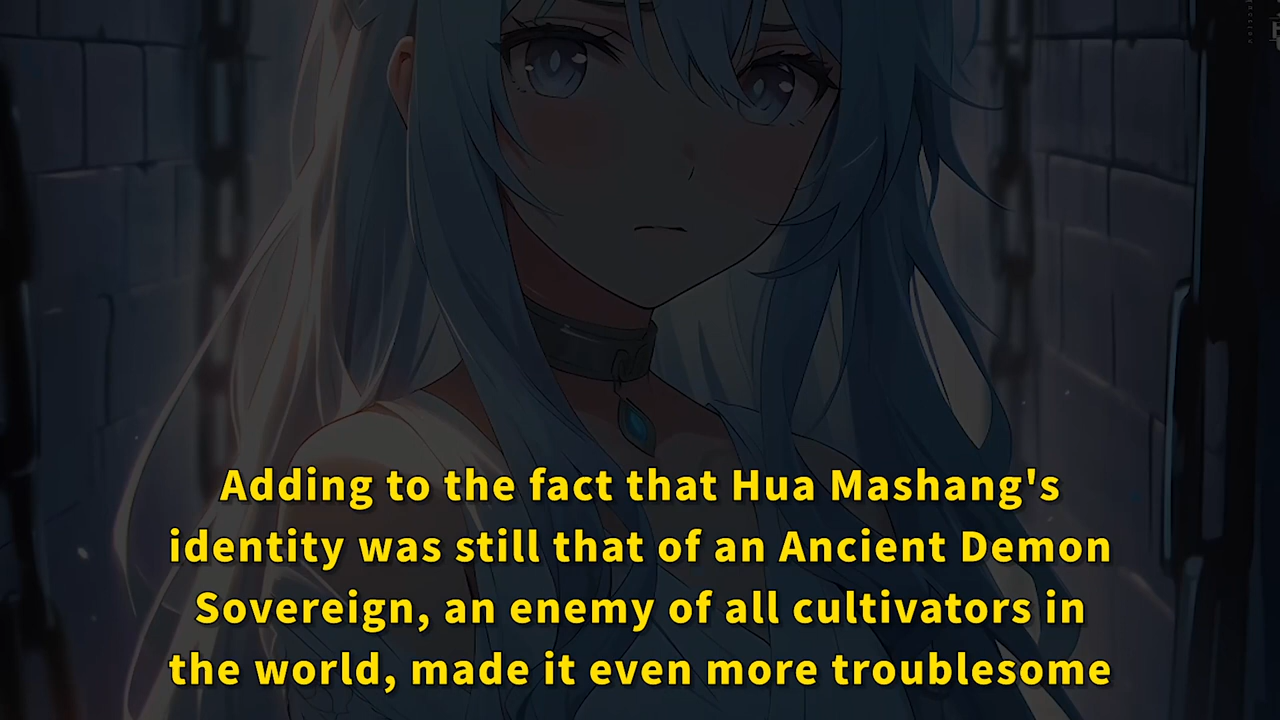 Adding to the fact that Hua Mashang's
identity was still that of an Ancient Demon
Sovereign, an enemy of all cultivators in
the world, made it even more troublesome